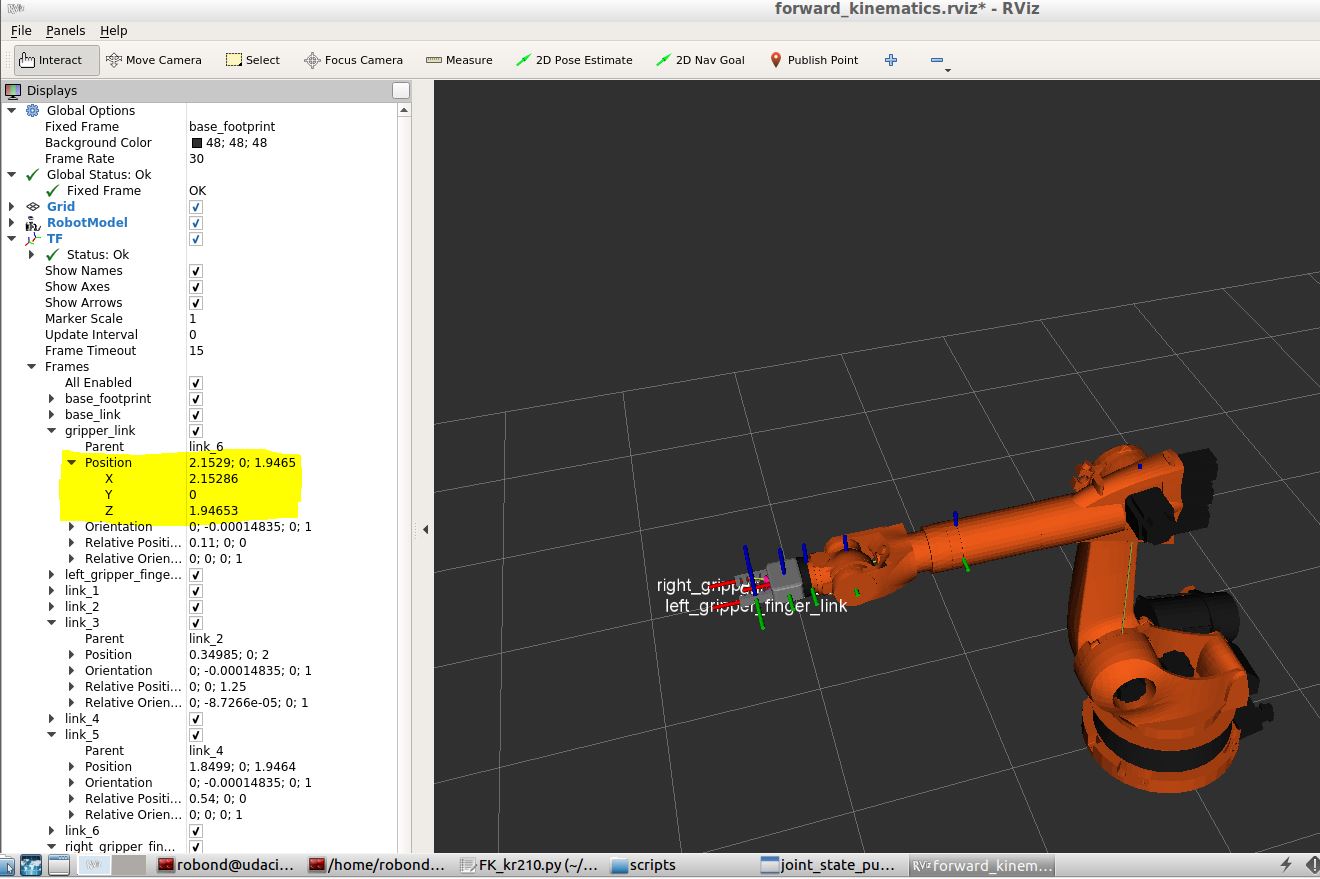 RViz
forward_kinematics.rviz* - RViz
File Panels Help
Interact Move Camera Select Focus Camera Measure 2D Pose Estimate 2D Nav Goal Publish Point
Displays
Global Options
Fixed Frame base_footprint
Background Color 48; 48; 48
Frame Rate 30
Global Status: Ok
Fixed Frame OK
Grid
RobotModel
TF
Status: Ok
Show Names
Show Axes
Show Arrows
Marker Scale 1
Update Interval 0
Frame Timeout 15
Frames
All Enabled
base_footprint
base_link
gripper_link
Parent link_6
Position 2.1529; 0; 1.9465
X 2.15286
Y 0
Z 1.94653
Orientation 0; -0.00014835; 0; 1
Relative Positi... 0.11; 0; 0
Relative Orien... 0; 0; 0; 1
left_gripper_finge...
link_1
link_2
link_3
Parent link_2
Position 0.34985; 0; 2
Orientation 0; -0.00014835; 0; 1
Relative Positi... 0; 0; 1.25
Relative Orien... 0; -8.7266e-05; 0; 1
link_4
link_5
Parent link_4
Position 1.8499; 0; 1.9464
Orientation 0; -0.00014835; 0; 1
Relative Positi... 0.54; 0; 0
Relative Orien... 0; 0; 0; 1
link_6
right_gripper_fin...
right_gripp
left_gripper_finger_link
RViz
robond@udaci... /home/robond... FK_kr210.py (~/... scripts joint_state_pu... RViz forward_kinem...